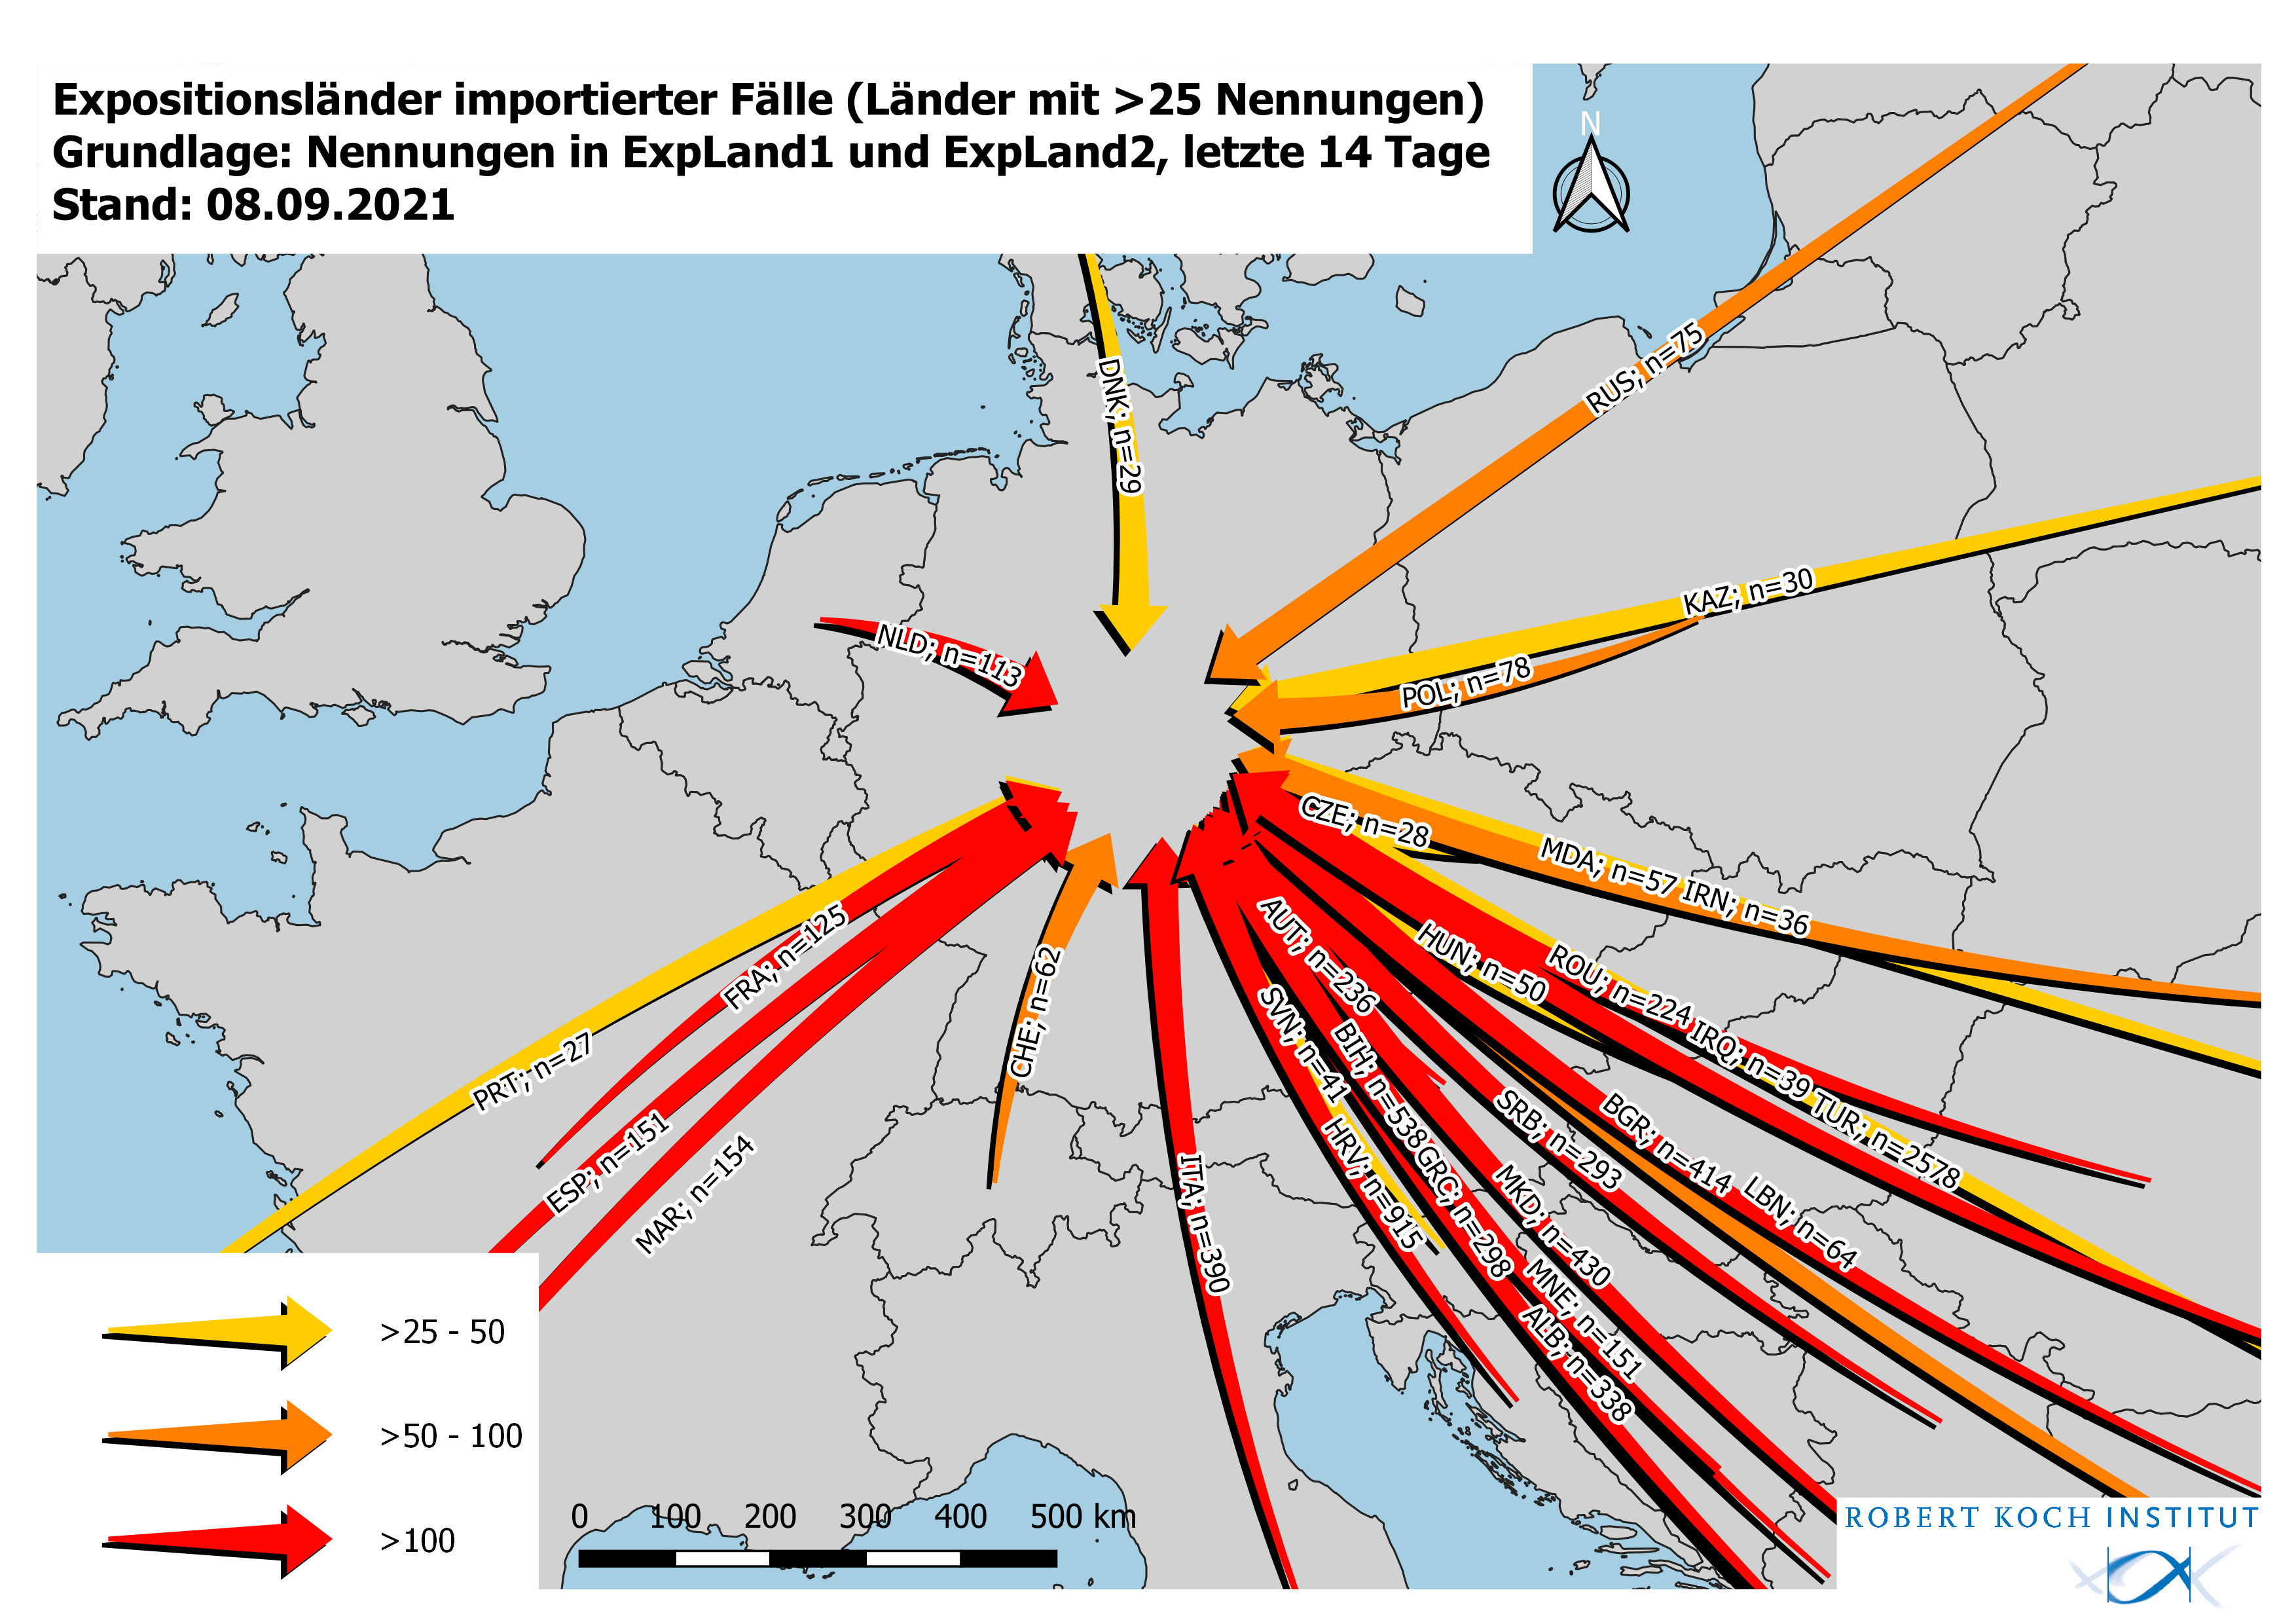 Expositionsländer importierter Fälle (Länder mit >25 Nennungen)
Grundlage: Nennungen in ExpLand1 und ExpLand2, letzte 14 Tage
Stand: 08.09.2021
N
RUS; n=75
DNK; n=29
KAZ; n=30
NLD; n=113
POL; n=78
CZE; n=28
MDA; n=57
IRN; n=36
FRA; n=125
CHE; n=62
AUT; n=236
HUN; n=50
ROU; n=224
IRQ; n=39
TUR; n=2578
PRT; n=27
SVN; n=41
BIH; n=538
SRB; n=293
BGR; n=414
LBN; n=64
ESP; n=151
MAR; n=154
ITA; n=390
HRV; n=915
GRC; n=298
MKD; n=430
MNE; n=151
ALB; n=338
>25 - 50
>50 - 100
>100
0 100 200 300 400 500 km
ROBERT KOCH INSTITUT